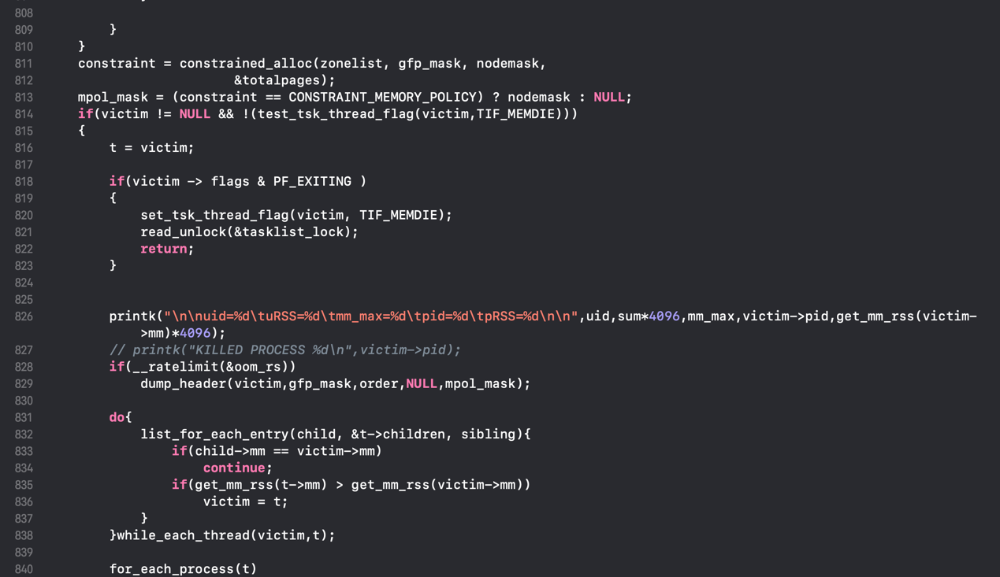 808
809 }
810 }
811 constraint = constrained_alloc(zonelist, gfp_mask, nodemask,
812 &totalpages);
813 mpol_mask = (constraint == CONSTRAINT_MEMORY_POLICY) ? nodemask : NULL;
814 if(victim != NULL && !(test_tsk_thread_flag(victim,TIF_MEMDIE)))
815 {
816 t = victim;
817
818 if(victim -> flags & PF_EXITING )
819 {
820 set_tsk_thread_flag(victim, TIF_MEMDIE);
821 read_unlock(&tasklist_lock);
822 return;
823 }
824
825
826 printk("\n\nuid=%d\tuRSS=%d\tmm_max=%d\tpid=%d\tpRSS=%d\n\n",uid,sum*4096,mm_max,victim->pid,get_mm_rss(victim-
>mm)*4096);
827 // printk("KILLED PROCESS %d\n",victim->pid);
828 if(__ratelimit(&oom_rs))
829 dump_header(victim,gfp_mask,order,NULL,mpol_mask);
830
831 do{
832 list_for_each_entry(child, &t->children, sibling){
833 if(child->mm == victim->mm)
834 continue;
835 if(get_mm_rss(t->mm) > get_mm_rss(victim->mm))
836 victim = t;
837 }
838 }while_each_thread(victim,t);
839
840 for_each_process(t)